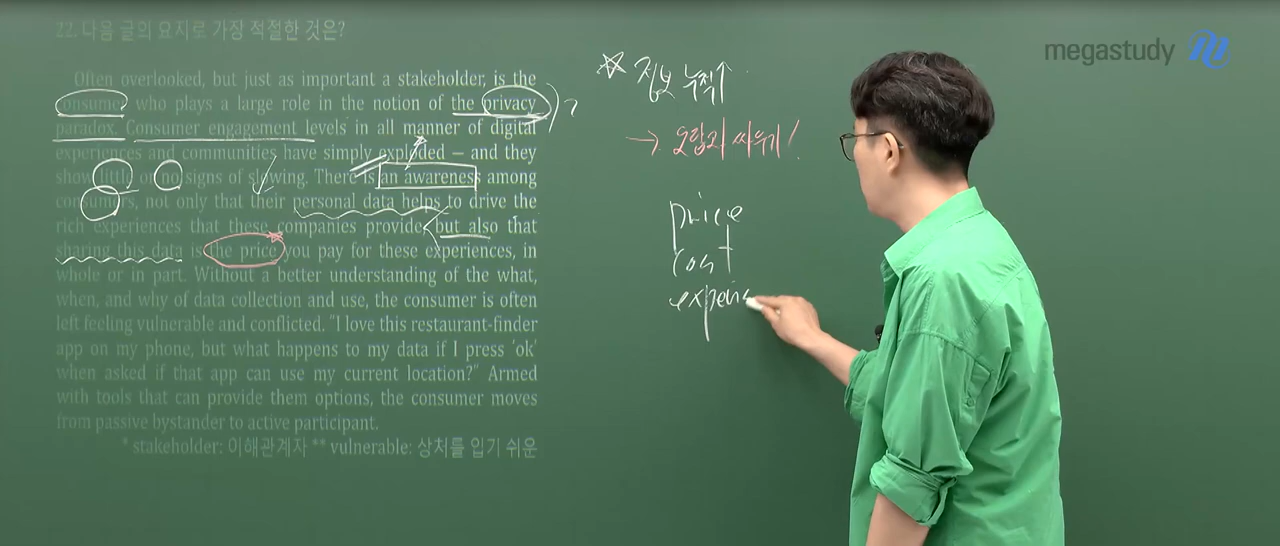 22. 다음 글의 요지로 가장 적절한 것은?
megastudy
Often overlooked, but just as important a stakeholder, is the
consumer who plays a large role in the notion of the privacy
paradox. Consumer engagement levels in all manner of digital
experiences and communities have simply exploded — and they
show little or no signs of slowing. There is an awareness among
consumers, not only that their personal data helps to drive the
rich experiences that these companies provide, but also that
sharing this data is the price you pay for these experiences, in
whole or in part. Without a better understanding of the what,
when, and why of data collection and use, the consumer is often
left feeling vulnerable and conflicted. "I love this restaurant-finder
app on my phone, but what happens to my data if I press 'ok'
when asked if that app can use my current location?" Armed
with tools that can provide them options, the consumer moves
from passive bystander to active participant.
* stakeholder: 이해관계자 ** vulnerable: 상처를 입기 쉬운
☆ 정보 누적↑
→ 오답과 싸우기!
price
cost
expens